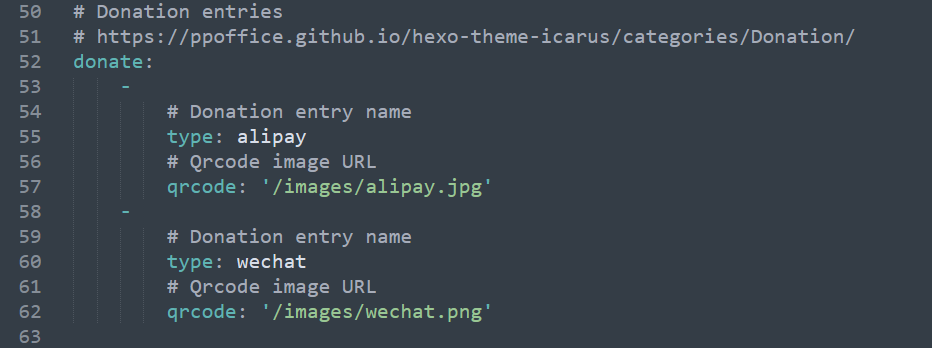 50 # Donation entries
51 # https://ppoffice.github.io/hexo-theme-icarus/categories/Donation/
52 donate:
53     -
54         # Donation entry name
55         type: alipay
56         # Qrcode image URL
57         qrcode: '/images/alipay.jpg'
58     -
59         # Donation entry name
60         type: wechat
61         # Qrcode image URL
62         qrcode: '/images/wechat.png'
63